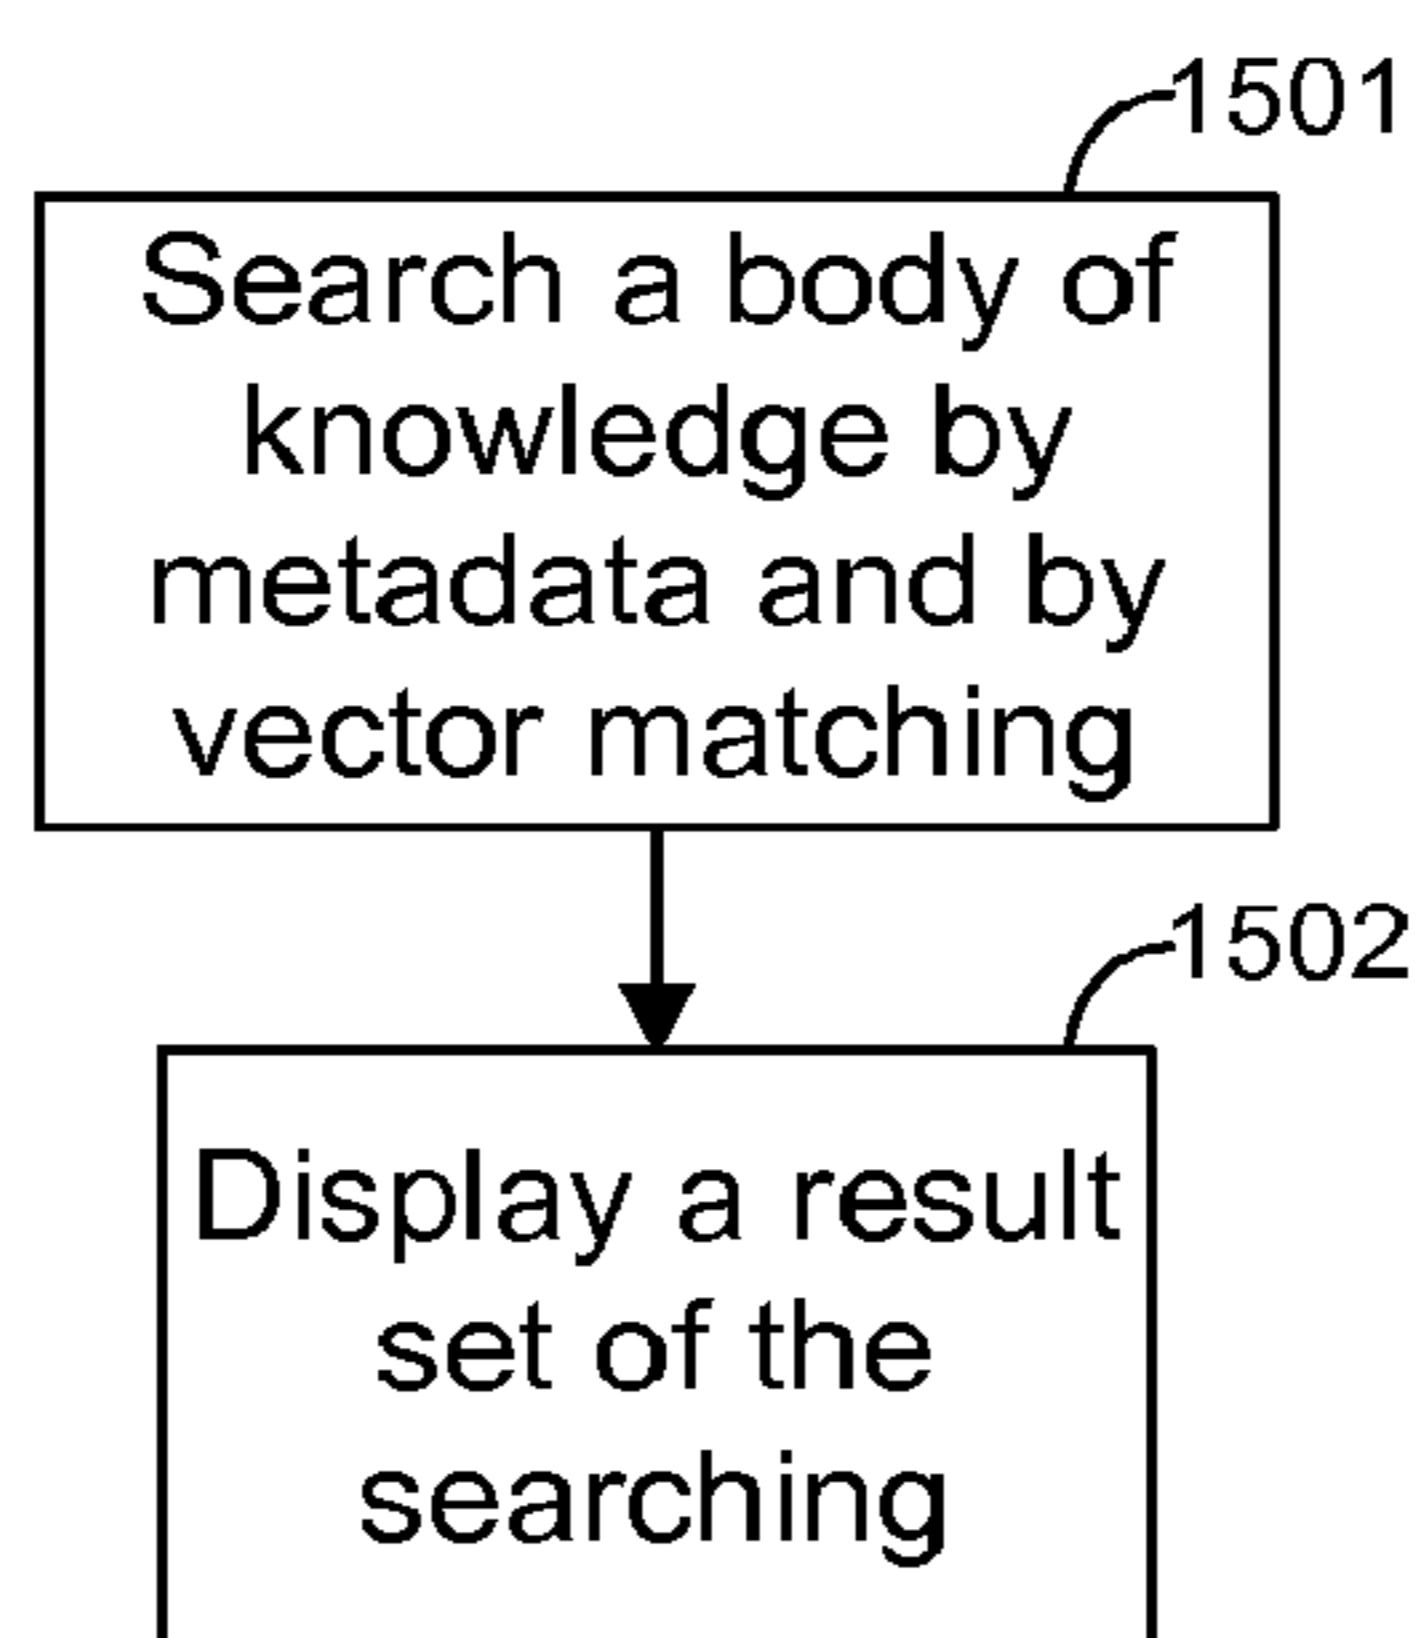 1501
Search a body of
knowledge by
metadata and by
vector matching
1502
Display a result
set of the
searching